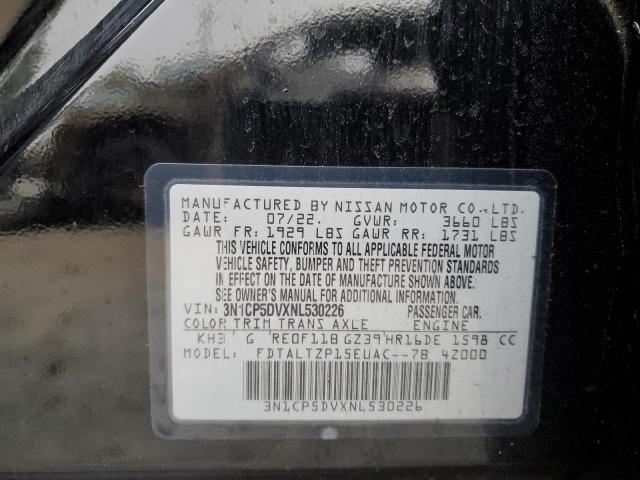 MANUFACTURED BY NISSAN MOTOR CO.,LTD.
DATE: 07/22. GVWR: 3660 LBS
GAWR FR: 1929 LBS GAWR RR: 1731 LBS
THIS VEHICLE CONFORMS TO ALL APPLICABLE FEDERAL MOTOR
VEHICLE SAFETY, BUMPER AND THEFT PREVENTION STANDARDS
IN EFFECT ON THE DATE OF MANUFACTURE SHOWN ABOVE.
SEE OWNER'S MANUAL FOR ADDITIONAL INFORMATION.
VIN: 3N1CP5DVXNL530226 PASSENGER CAR.
COLOR TRIM TRANS AXLE ENGINE
KH3 G RE0F11B GZ39 HR16DE 1598 CC
MODEL: FDTALTZP15EUAC--78 4Z000
3N1CP5DVXNL530226